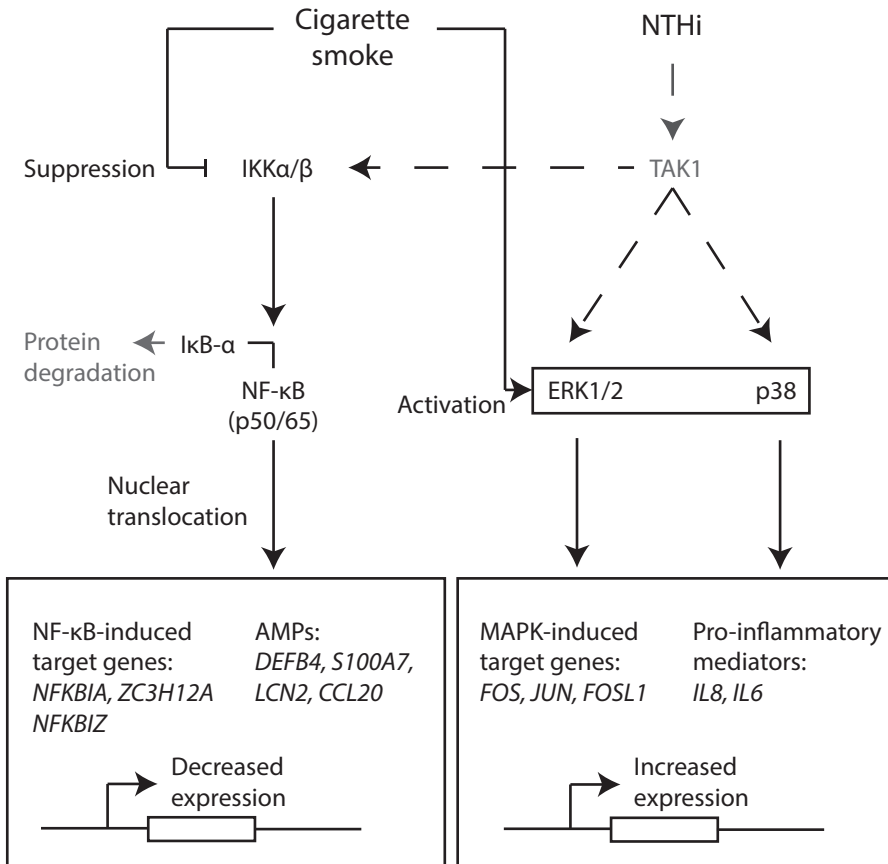 Cigarette
smoke
NTHi
Suppression
IKKα/β
TAK1
Protein
degradation
IκB-α
NF-κB
(p50/65)
Activation
ERK1/2
p38
Nuclear
translocation
NF-κB-induced
target genes:
NFKBIA, ZC3H12A
NFKBIZ
AMPs:
DEFB4, S100A7,
LCN2, CCL20
Decreased
expression
MAPK-induced
target genes:
FOS, JUN, FOSL1
Pro-inflammatory
mediators:
IL8, IL6
Increased
expression